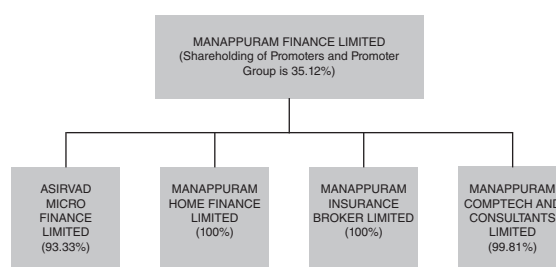 MANAPPURAM FINANCE LIMITED
(Shareholding of Promoters and Promoter
Group is 35.12%)
ASIRVAD
MICRO
FINANCE
LIMITED
(93.33%)
MANAPPURAM
HOME FINANCE
LIMITED
(100%)
MANAPPURAM
INSURANCE
BROKER LIMITED
(100%)
MANAPPURAM
COMPTECH AND
CONSULTANTS
LIMITED
(99.81%)